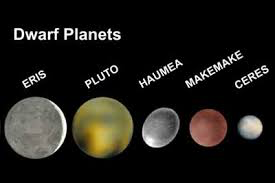 Dwarf Planets
ERIS
PLUTO
HAUMEA
MAKEMAKE
CERES